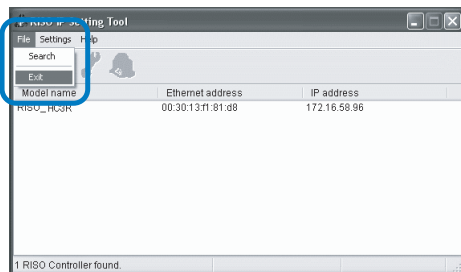 RISO IP Setting Tool
File Settings Help
Search
Exit
Model name Ethernet address IP address
RISO_HC3R 00:30:13:f1:81:d8 172.16.58.96
1 RISO Controller found.